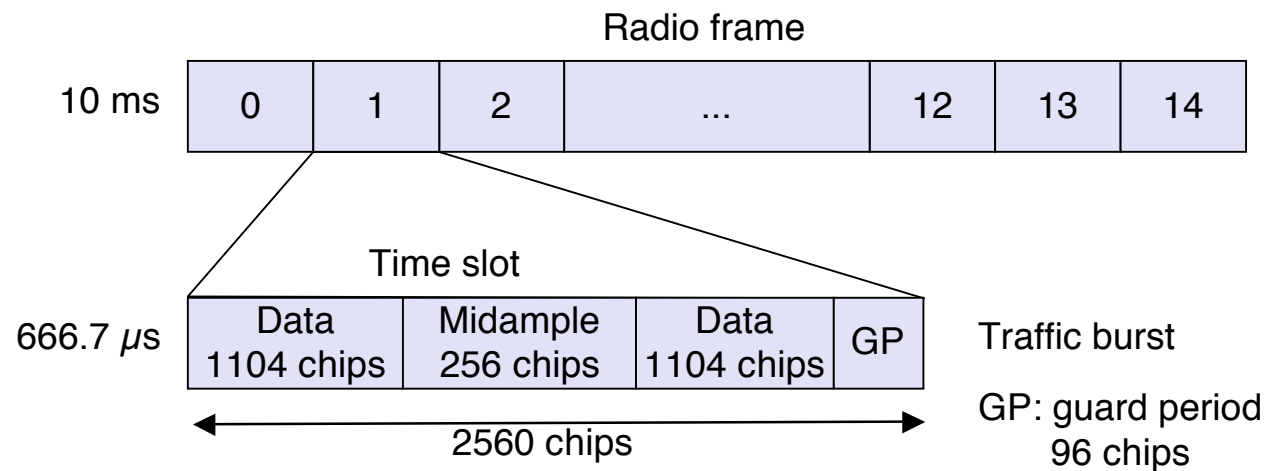 Radio frame
10 ms 0 1 2 ... 12 13 14
Time slot
666.7 µs
Data
1104 chips
Midample
256 chips
Data
1104 chips
GP
Traffic burst
2560 chips
GP: guard period
96 chips